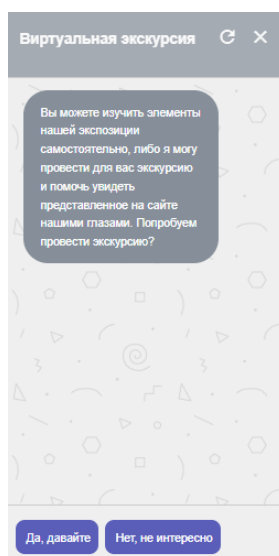 Виртуальная экскурсия
Вы можете изучить элементы
нашей экспозиции
самостоятельно, либо я могу
провести для вас экскурсию
и помочь увидеть
представленное на сайте
нашими глазами. Попробуем
провести экскурсию?
Да, давайте
Нет, не интересно